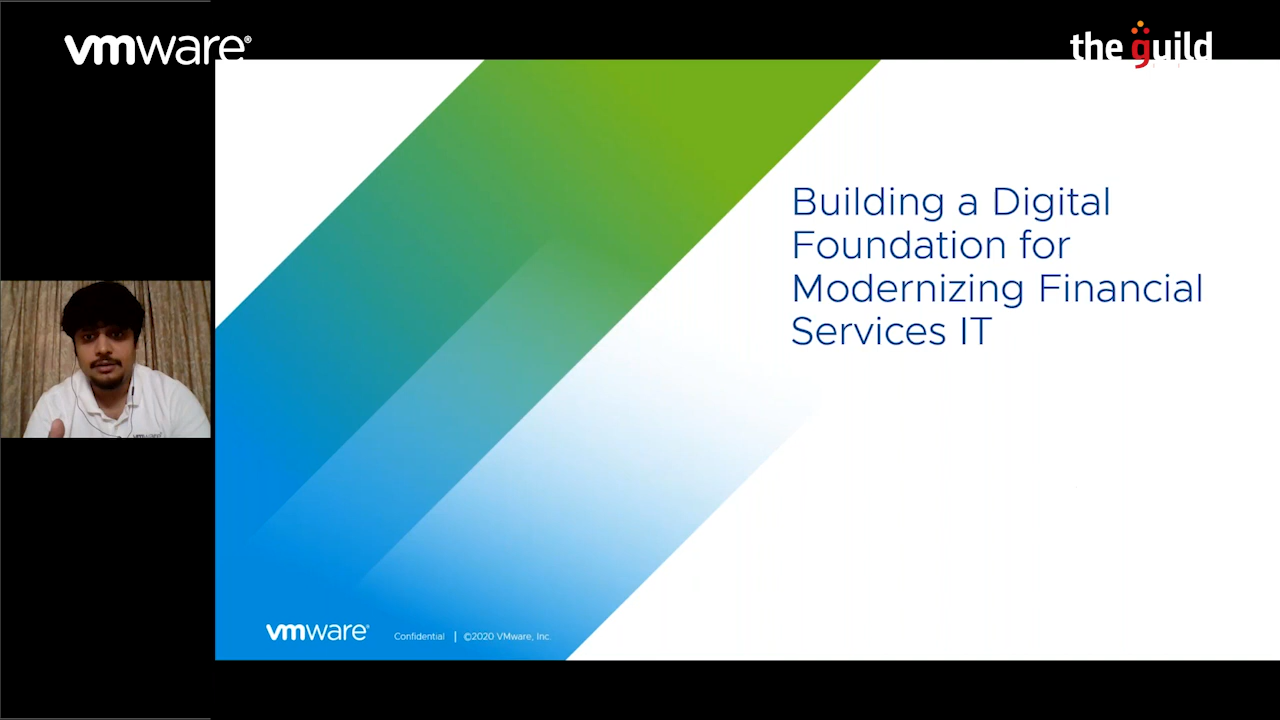 vmware®
the guild
Building a Digital
Foundation for
Modernizing Financial
Services IT
vmware®
Confidential | ©2020 VMware, Inc.